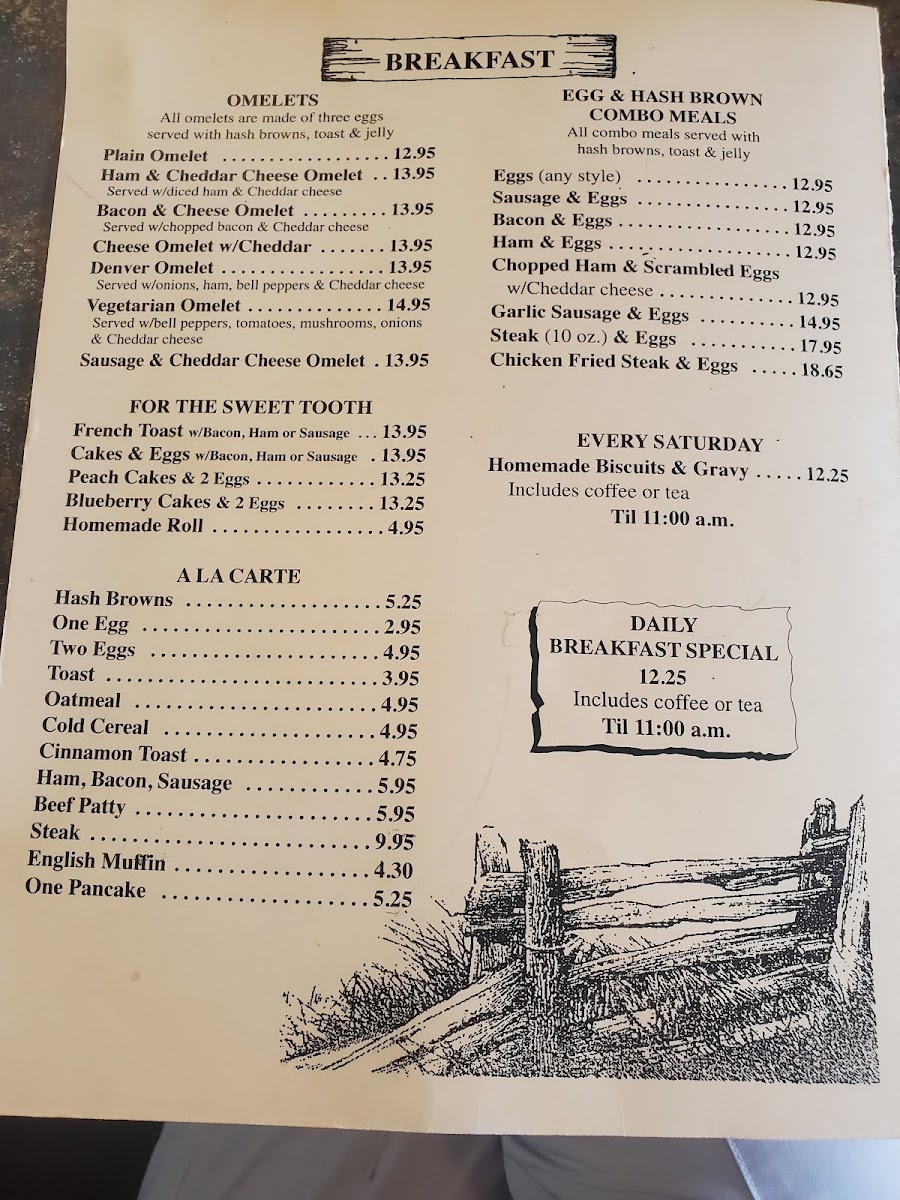 BREAKFAST
OMELETS
All omelets are made of three eggs
served with hash browns, toast & jelly
Plain Omelet .................. 12.95
Ham & Cheddar Cheese Omelet .. 13.95
Served w/diced ham & Cheddar cheese
Bacon & Cheese Omelet ......... 13.95
Served w/chopped bacon & Cheddar cheese
Cheese Omelet w/Cheddar ....... 13.95
Denver Omelet ................. 13.95
Served w/onions, ham, bell peppers & Cheddar cheese
Vegetarian Omelet .............. 14.95
Served w/bell peppers, tomatoes, mushrooms, onions
& Cheddar cheese
Sausage & Cheddar Cheese Omelet . 13.95
FOR THE SWEET TOOTH
French Toast w/Bacon, Ham or Sausage ... 13.95
Cakes & Eggs w/Bacon, Ham or Sausage . 13.95
Peach Cakes & 2 Eggs ............ 13.25
Blueberry Cakes & 2 Eggs ........ 13.25
Homemade Roll .................. 4.95
A LA CARTE
Hash Browns .................... 5.25
One Egg ......................... 2.95
Two Eggs ........................ 4.95
Toast ............................ 3.95
Oatmeal .......................... 4.95
Cold Cereal ...................... 4.95
Cinnamon Toast ................... 4.75
Ham, Bacon, Sausage ............. 5.95
Beef Patty ........................ 5.95
Steak ............................. 9.95
English Muffin .................... 4.30
One Pancake ...................... 5.25
EGG & HASH BROWN
COMBO MEALS
All combo meals served with
hash browns, toast & jelly
Eggs (any style) ................ 12.95
Sausage & Eggs ................ 12.95
Bacon & Eggs .................. 12.95
Ham & Eggs ................... 12.95
Chopped Ham & Scrambled Eggs
w/Cheddar cheese .............. 12.95
Garlic Sausage & Eggs .......... 14.95
Steak (10 oz.) & Eggs ........... 17.95
Chicken Fried Steak & Eggs ..... 18.65
EVERY SATURDAY
Homemade Biscuits & Gravy ..... 12.25
Includes coffee or tea
Til 11:00 a.m.
DAILY
BREAKFAST SPECIAL
12.25
Includes coffee or tea
Til 11:00 a.m.